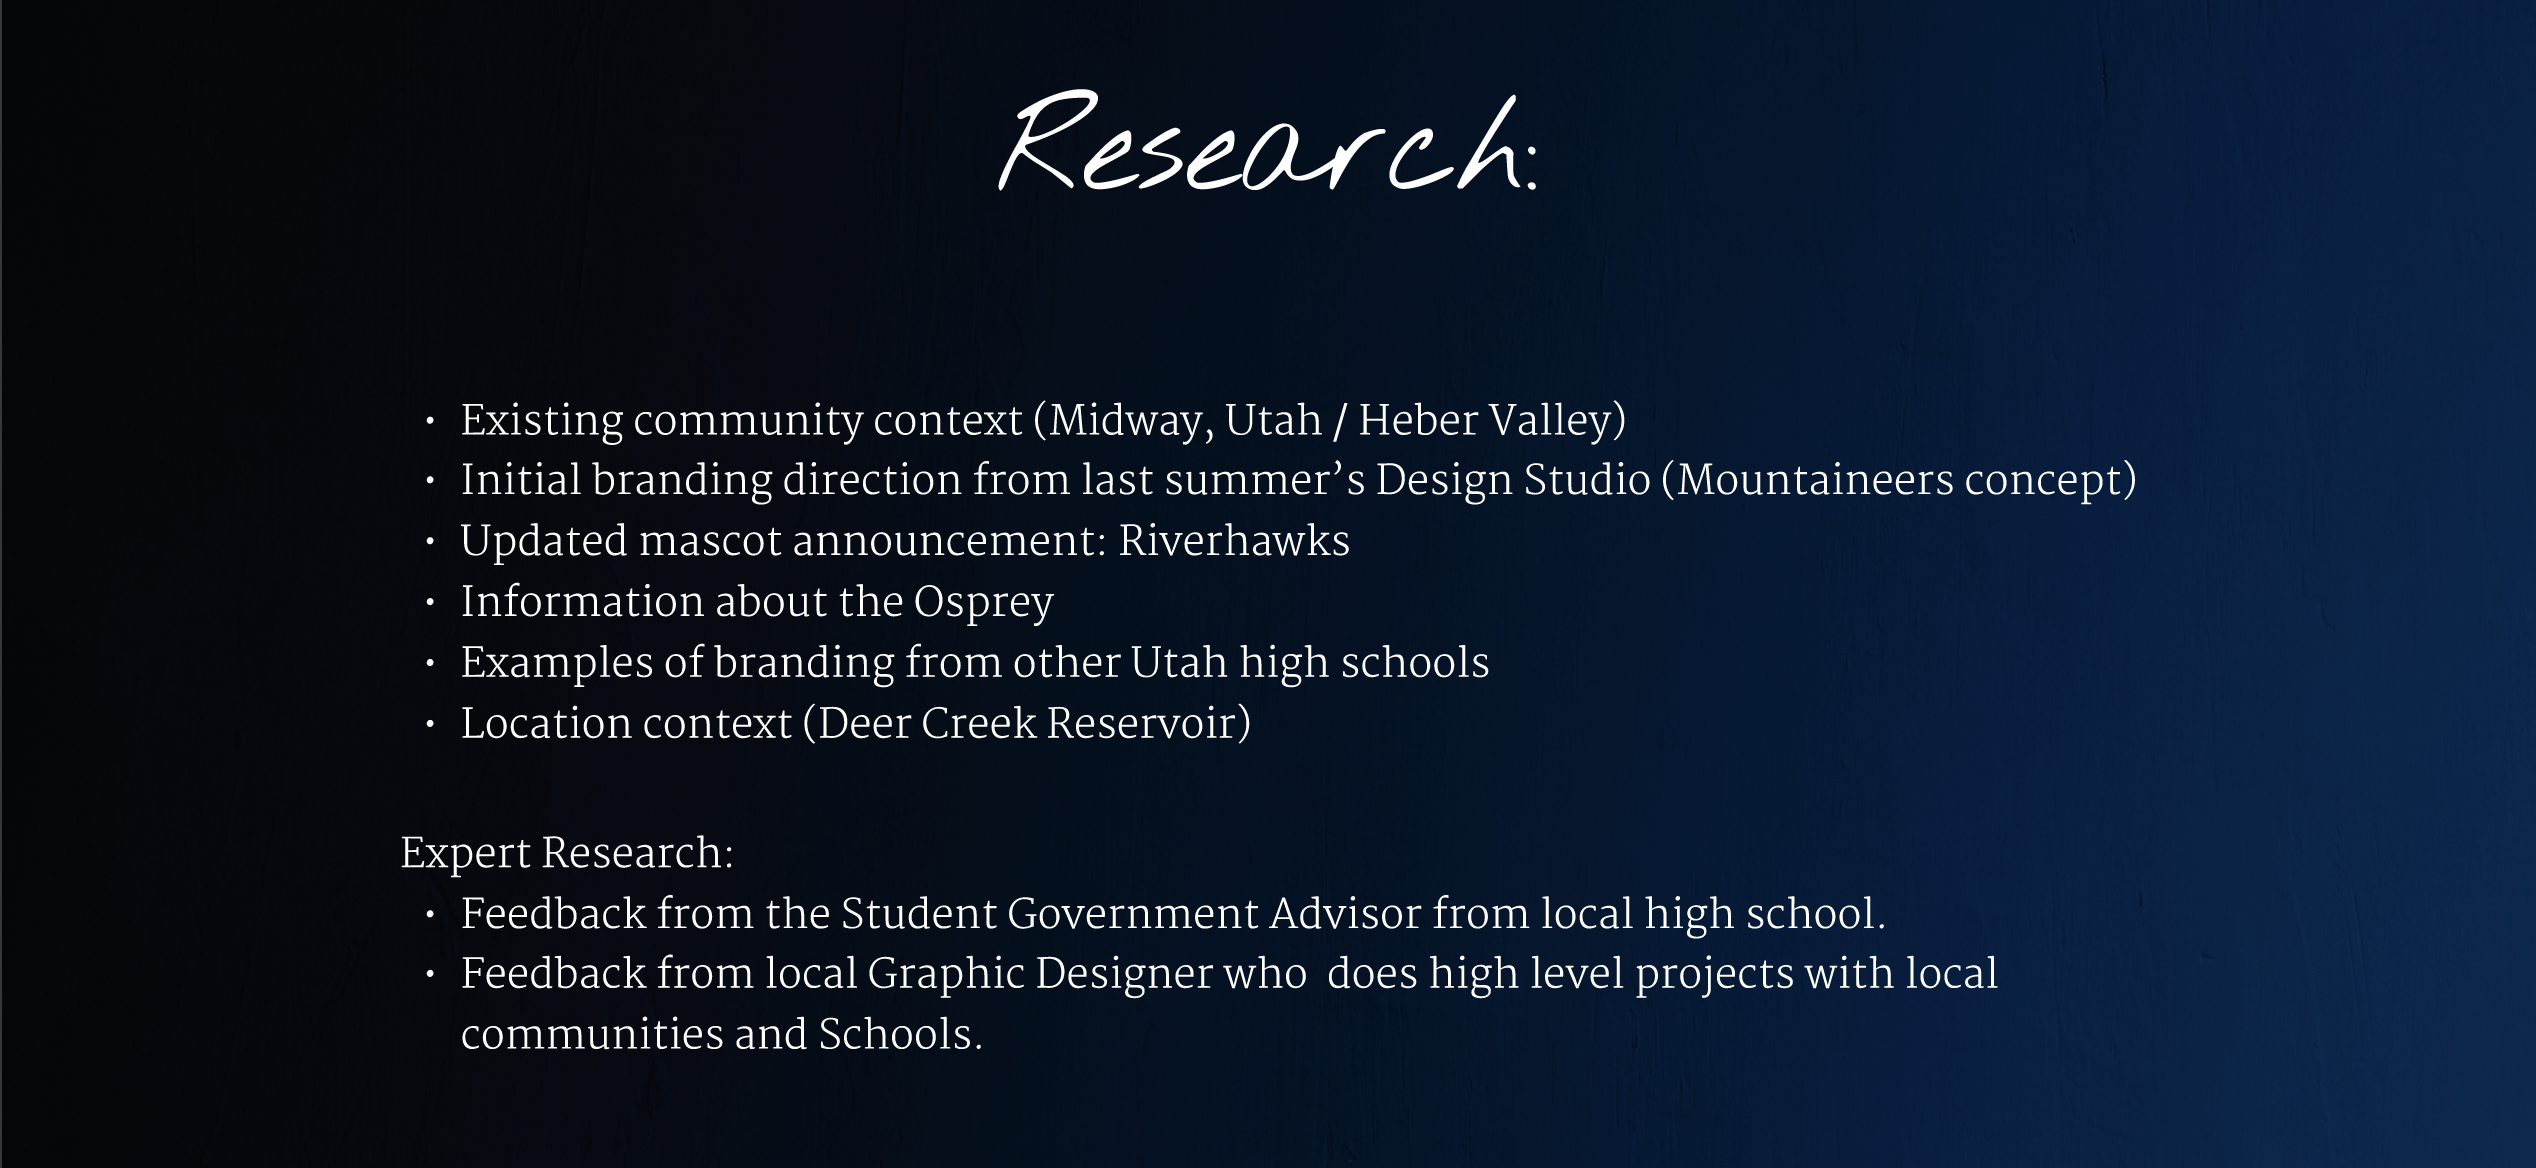 Research:
• Existing community context (Midway, Utah / Heber Valley)
• Initial branding direction from last summer’s Design Studio (Mountaineers concept)
• Updated mascot announcement: Riverhawks
• Information about the Osprey
• Examples of branding from other Utah high schools
• Location context (Deer Creek Reservoir)
Expert Research:
• Feedback from the Student Government Advisor from local high school.
• Feedback from local Graphic Designer who  does high level projects with local
communities and Schools.